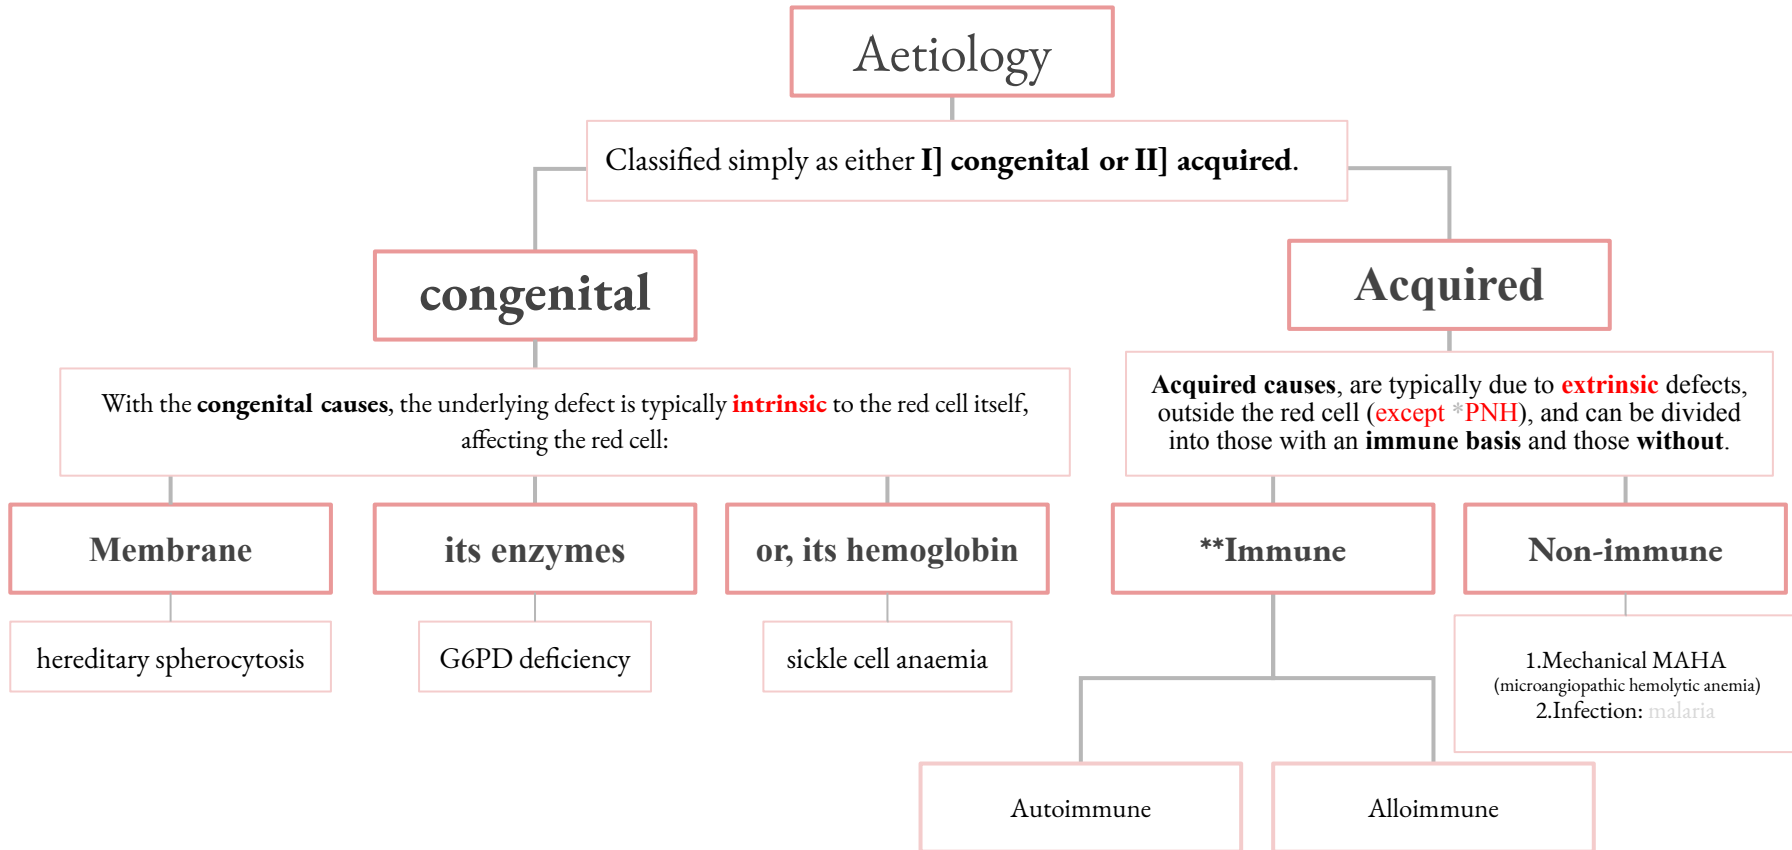 Aetiology
Classified simply as either I] congenital or II] acquired.
congenital
Acquired
With the congenital causes, the underlying defect is typically intrinsic to the red cell itself,
affecting the red cell:
Acquired causes, are typically due to extrinsic defects,
outside the red cell (except *PNH), and can be divided
into those with an immune basis and those without.
Membrane
its enzymes
or, its hemoglobin
**Immune
Non-immune
hereditary spherocytosis
G6PD deficiency
sickle cell anaemia
1.Mechanical MAHA
(microangiopathic hemolytic anemia)
2.Infection: malaria
Autoimmune
Alloimmune